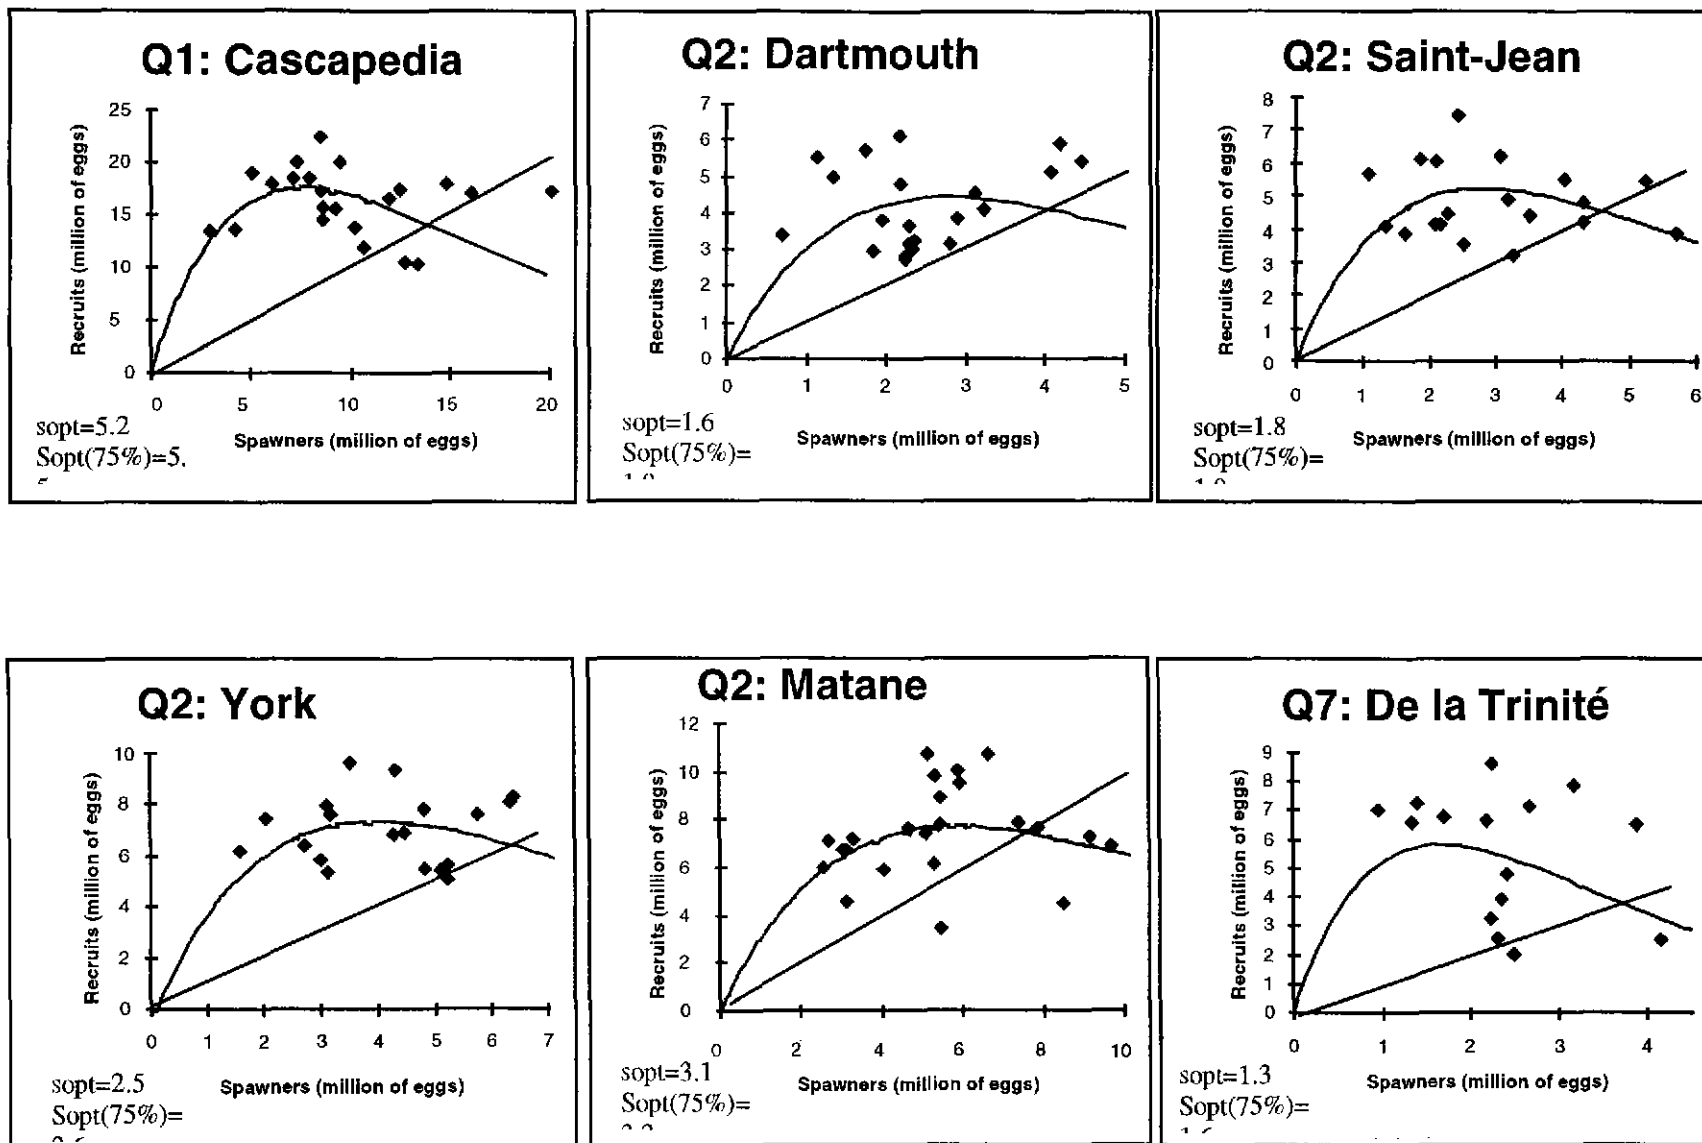 Q1: Cascapedia
Recruits (million of eggs)
25
20
15
10
5
0
0 5 10 15 20
Spawners (million of eggs)
sopt=5.2
Sopt(75%)=5.
Q2: Dartmouth
Recruits (million of eggs)
7
6
5
4
3
2
1
0
0 1 2 3 4 5
Spawners (million of eggs)
sopt=1.6
Sopt(75%)=
Q2: Saint-Jean
Recruits (million of eggs)
8
7
6
5
4
3
2
1
0
0 1 2 3 4 5 6
Spawners (million of eggs)
sopt=1.8
Sopt(75%)=
Q2: York
Recruits (million of eggs)
10
8
6
4
2
0
0 1 2 3 4 5 6 7
Spawners (million of eggs)
sopt=2.5
Sopt(75%)=
Q2: Matane
Recruits (million of eggs)
12
10
8
6
4
2
0
0 2 4 6 8 10
Spawners (million of eggs)
sopt=3.1
Sopt(75%)=
Q7: De la Trinité
Recruits (million of eggs)
9
8
7
6
5
4
3
2
1
0
0 1 2 3 4
Spawners (million of eggs)
sopt=1.3
Sopt(75%)=